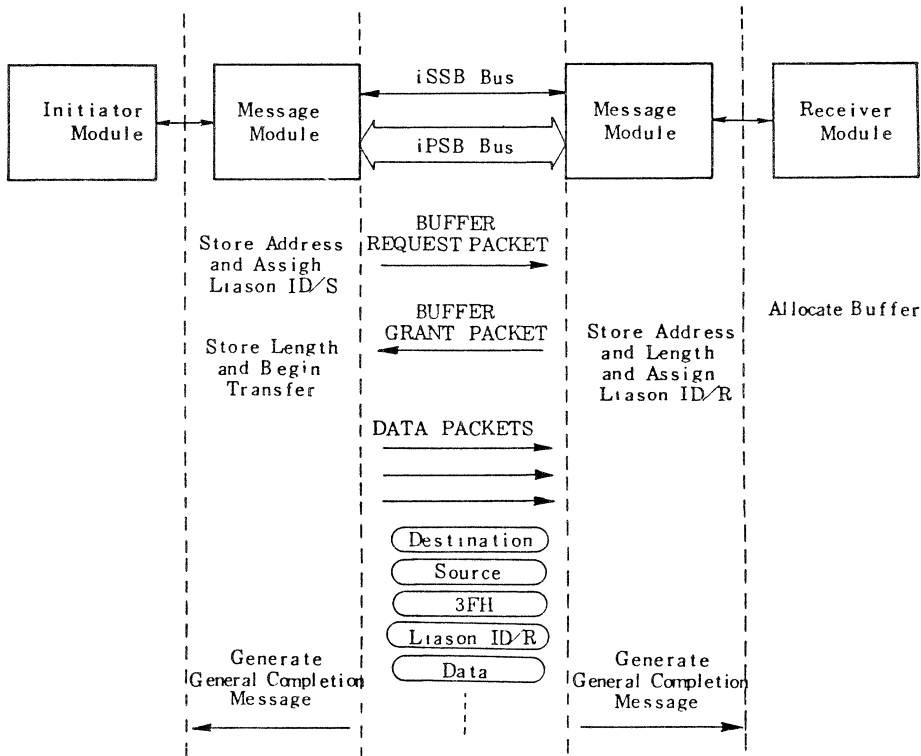 iSSB Bus
Initiator
Module
Message
Module
Message
Module
Receiver
Module
iPSB Bus
BUFFER
REQUEST PACKET
Store Address
and Assigh
Liason ID/S
BUFFER
GRANT PACKET
Allocate Buffer
Store Length
and Begin
Transfer
Store Address
and Length
and Assign
Liason ID/R
DATA PACKETS
Destination
Source
3FH
Liason ID/R
Data
Generate
General Completion
Message
Generate
General Completion
Message